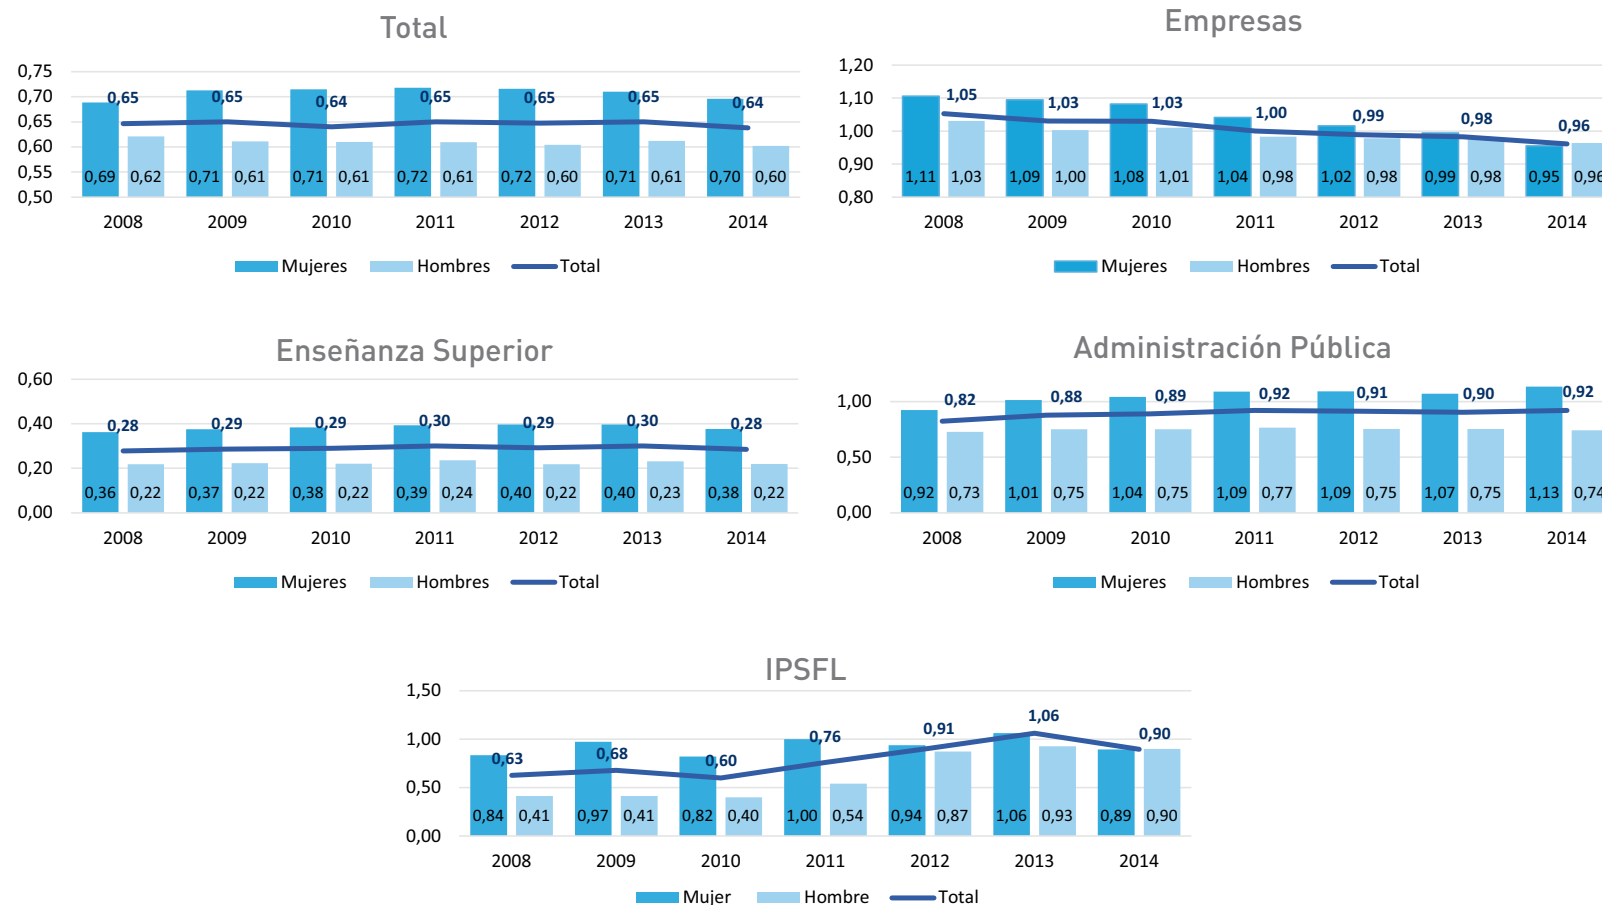 Total
0,75
0,70
0,65
0,60
0,55
0,50
0,65 0,65 0,64 0,65 0,65 0,65 0,64
0,69 0,62 0,71 0,61 0,71 0,61 0,72 0,61 0,72 0,60 0,71 0,61 0,70 0,60
2008 2009 2010 2011 2012 2013 2014
Mujeres Hombres Total
Empresas
1,20
1,10
1,00
0,90
0,80
1,05 1,03 1,03 1,00 0,99 0,98 0,96
1,11 1,03 1,09 1,00 1,08 1,01 1,04 0,98 1,02 0,98 0,99 0,98 0,95 0,96
2008 2009 2010 2011 2012 2013 2014
Mujeres Hombres Total
Enseñanza Superior
0,60
0,40
0,20
0,00
0,28 0,29 0,29 0,30 0,29 0,30 0,28
0,36 0,22 0,37 0,22 0,38 0,22 0,39 0,24 0,40 0,22 0,40 0,23 0,38 0,22
2008 2009 2010 2011 2012 2013 2014
Mujeres Hombres Total
Administración Pública
1,00
0,50
0,00
0,82 0,88 0,89 0,92 0,91 0,90 0,92
0,92 0,73 1,01 0,75 1,04 0,75 1,09 0,77 1,09 0,75 1,07 0,75 1,13 0,74
2008 2009 2010 2011 2012 2013 2014
Mujeres Hombres Total
IPSFL
1,50
1,00
0,50
0,00
0,63 0,68 0,60 0,76 0,91 1,06 0,90
0,84 0,41 0,97 0,41 0,82 0,40 1,00 0,54 0,94 0,87 1,06 0,93 0,89 0,90
2008 2009 2010 2011 2012 2013 2014
Mujer Hombre Total